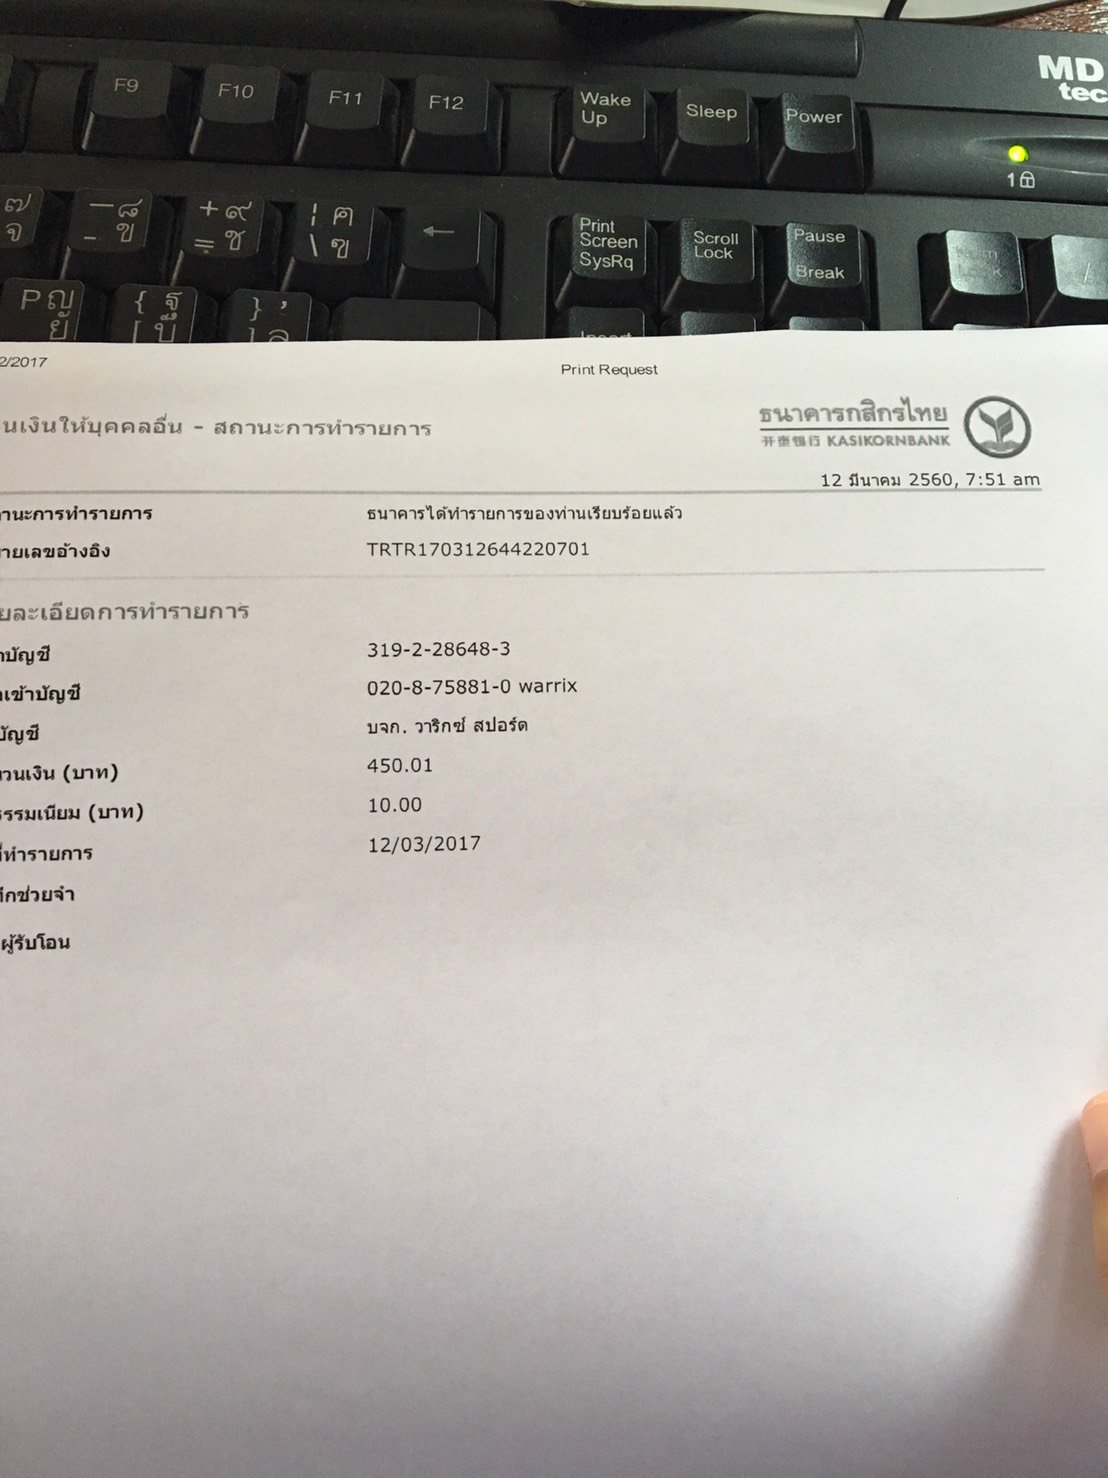 F9 F10 F11 F12 Wake Up Sleep Power
MD
tec
1
๗ จ — ๘ - ข + ๙ = ช ¦ ฅ \ ฃ ←
Print Screen SysRq Scroll Lock Pause Break
P ญ ย { ฐ [ บ } , ] ล
/
2/2017
Print Request
นเงินให้บุคคลอื่น - สถานะการทำรายการ
ธนาคารกสิกรไทย
开泰银行 KASIKORNBANK
12 มีนาคม 2560, 7:51 am
านะการทำรายการ ธนาคารได้ทำรายการของท่านเรียบร้อยแล้ว
ายเลขอ้างอิง TRTR170312644220701
ยละเอียดการทำรายการ
บัญชี 319-2-28648-3
เข้าบัญชี 020-8-75881-0 warrix
บัญชี บจก. วาริกซ์ สปอร์ต
วนเงิน (บาท) 450.01
รรมเนียม (บาท) 10.00
ี่ทำรายการ 12/03/2017
ึกช่วยจำ
ผู้รับโอน